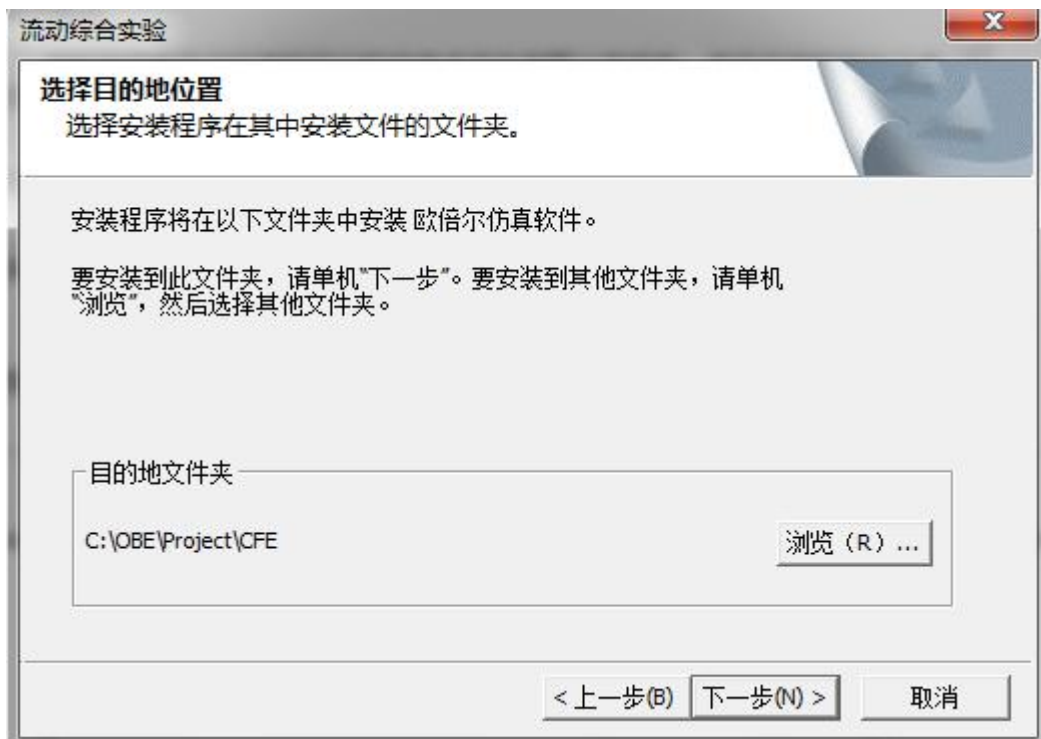 流动综合实验
选择目的地位置
选择安装程序在其中安装文件的文件夹。
安装程序将在以下文件夹中安装 欧倍尔仿真软件。
要安装到此文件夹，请单机"下一步"。要安装到其他文件夹，请单机
"浏览"，然后选择其他文件夹。
目的地文件夹
C:\OBE\Project\CFE
浏览（R）...
<上一步(B)
下一步(N) >
取消